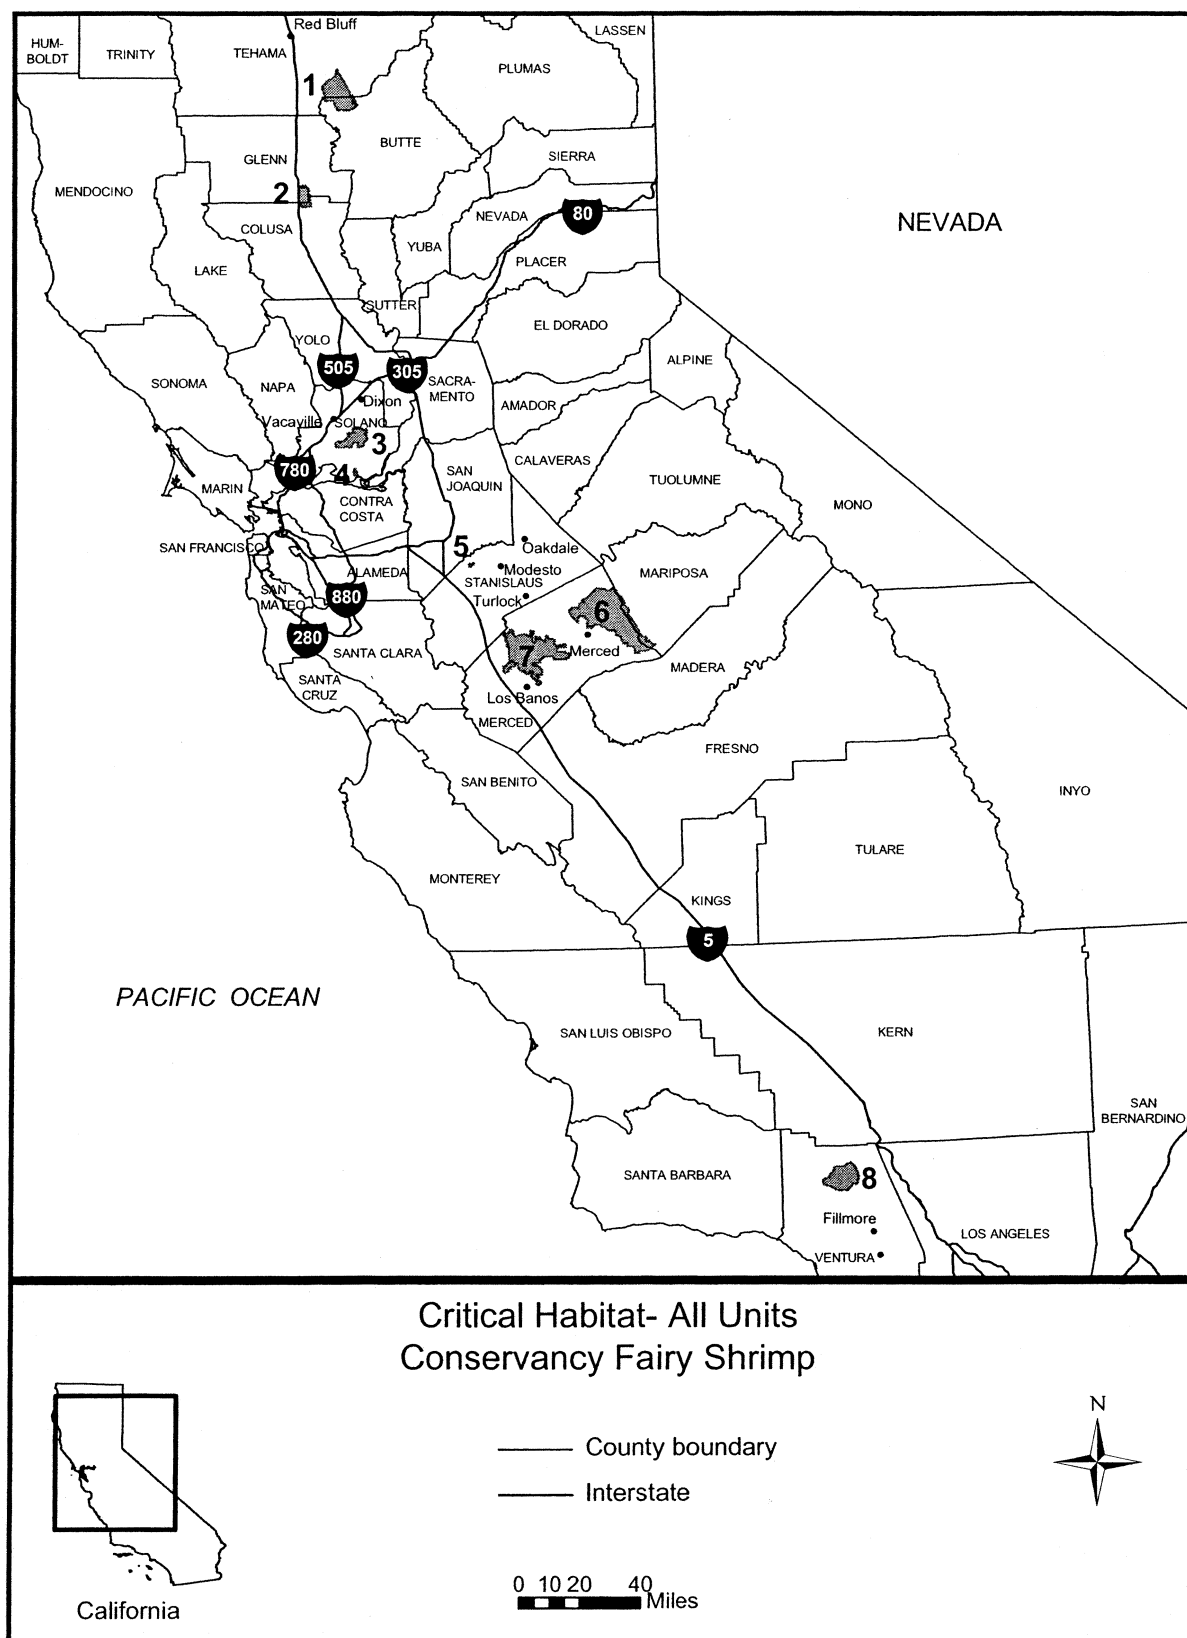 Red Bluff
LASSEN
HUM-
BOLDT
TRINITY
TEHAMA
PLUMAS
1
BUTTE
GLENN
SIERRA
MENDOCINO
2
NEVADA
80
NEVADA
COLUSA
YUBA
PLACER
LAKE
SUTTER
EL DORADO
YOLO
ALPINE
505
305
SONOMA
NAPA
SACRA-
MENTO
Dixon
AMADOR
Vacaville
SOLANO
3
CALAVERAS
780
4
SAN
JOAQUIN
TUOLUMNE
MARIN
CONTRA
COSTA
MONO
SAN FRANCISCO
5
Oakdale
ALAMEDA
Modesto
MARIPOSA
STANISLAUS
SAN
MATEO
880
Turlock
6
280
SANTA CLARA
7
Merced
MADERA
SANTA
CRUZ
Los Banos
MERCED
FRESNO
SAN BENITO
INYO
TULARE
MONTEREY
KINGS
5
PACIFIC OCEAN
SAN LUIS OBISPO
KERN
SAN
BERNARDINO
SANTA BARBARA
8
Fillmore
LOS ANGELES
VENTURA
Critical Habitat- All Units
Conservancy Fairy Shrimp
N
County boundary
Interstate
0 10 20 40
Miles
California